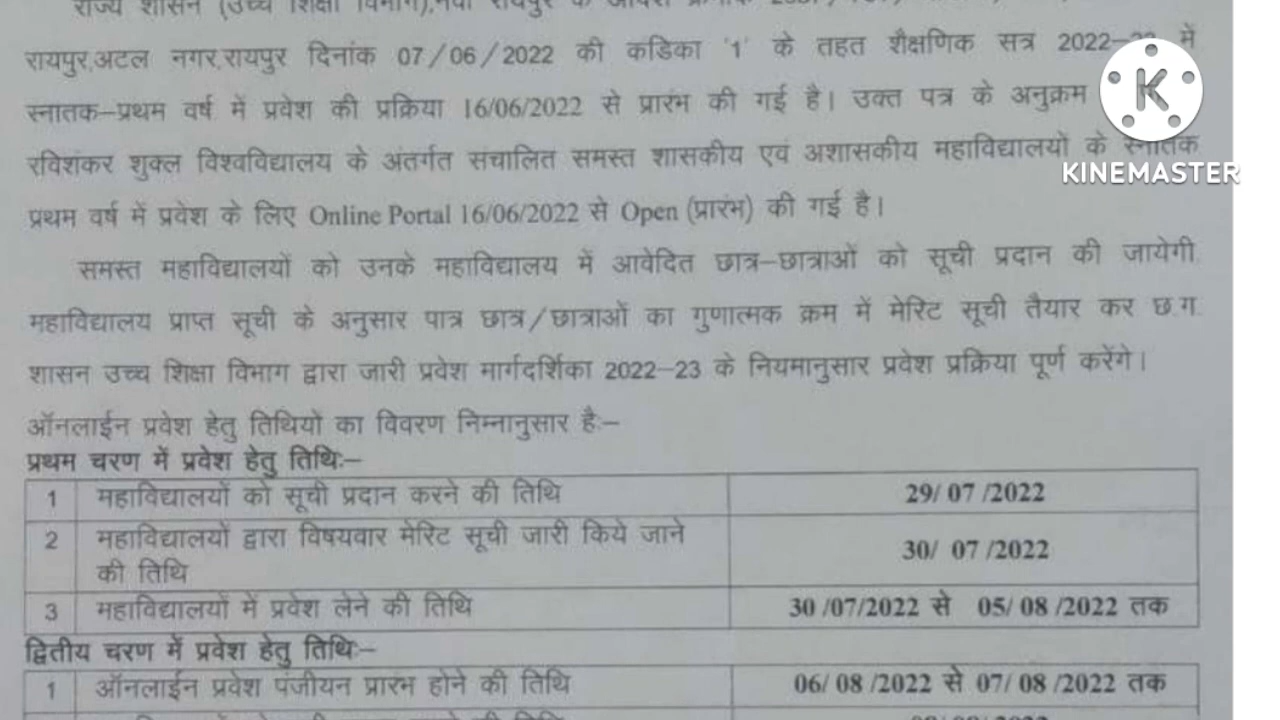 राज्य शासन (उच्च शिक्षा विभाग),नवा रायपुर के आदेश क्रमांक
रायपुर,अटल नगर,रायपुर दिनांक 07/06/2022 की कंडिका '1' के तहत शैक्षणिक सत्र 2022-23 में
स्नातक-प्रथम वर्ष में प्रवेश की प्रक्रिया 16/06/2022 से प्रारंभ की गई है। उक्त पत्र के अनुक्रम
रविशंकर शुक्ल विश्वविद्यालय के अंतर्गत संचालित समस्त शासकीय एवं अशासकीय महाविद्यालयों के स्नातक
प्रथम वर्ष में प्रवेश के लिए Online Portal 16/06/2022 से Open (प्रारंभ) की गई है।
समस्त महाविद्यालयों को उनके महाविद्यालय में आवेदित छात्र-छात्राओं को सूची प्रदान की जायेगी
महाविद्यालय प्राप्त सूची के अनुसार पात्र छात्र/छात्राओं का गुणात्मक क्रम में मेरिट सूची तैयार कर छ.ग.
शासन उच्च शिक्षा विभाग द्वारा जारी प्रवेश मार्गदर्शिका 2022-23 के नियमानुसार प्रवेश प्रक्रिया पूर्ण करेंगे।
ऑनलाईन प्रवेश हेतु तिथियों का विवरण निम्नानुसार है:-
प्रथम चरण में प्रवेश हेतु तिथि:-
1 महाविद्यालयों को सूची प्रदान करने की तिथि 29/ 07 /2022
2 महाविद्यालयों द्वारा विषयवार मेरिट सूची जारी किये जाने
की तिथि 30/ 07 /2022
3 महाविद्यालयों में प्रवेश लेने की तिथि 30 /07/2022 से 05/ 08 /2022 तक
द्वितीय चरण में प्रवेश हेतु तिथि:-
1 ऑनलाईन प्रवेश पंजीयन प्रारंभ होने की तिथि 06/ 08 /2022 से 07/ 08 /2022 तक
K
KINEMASTER